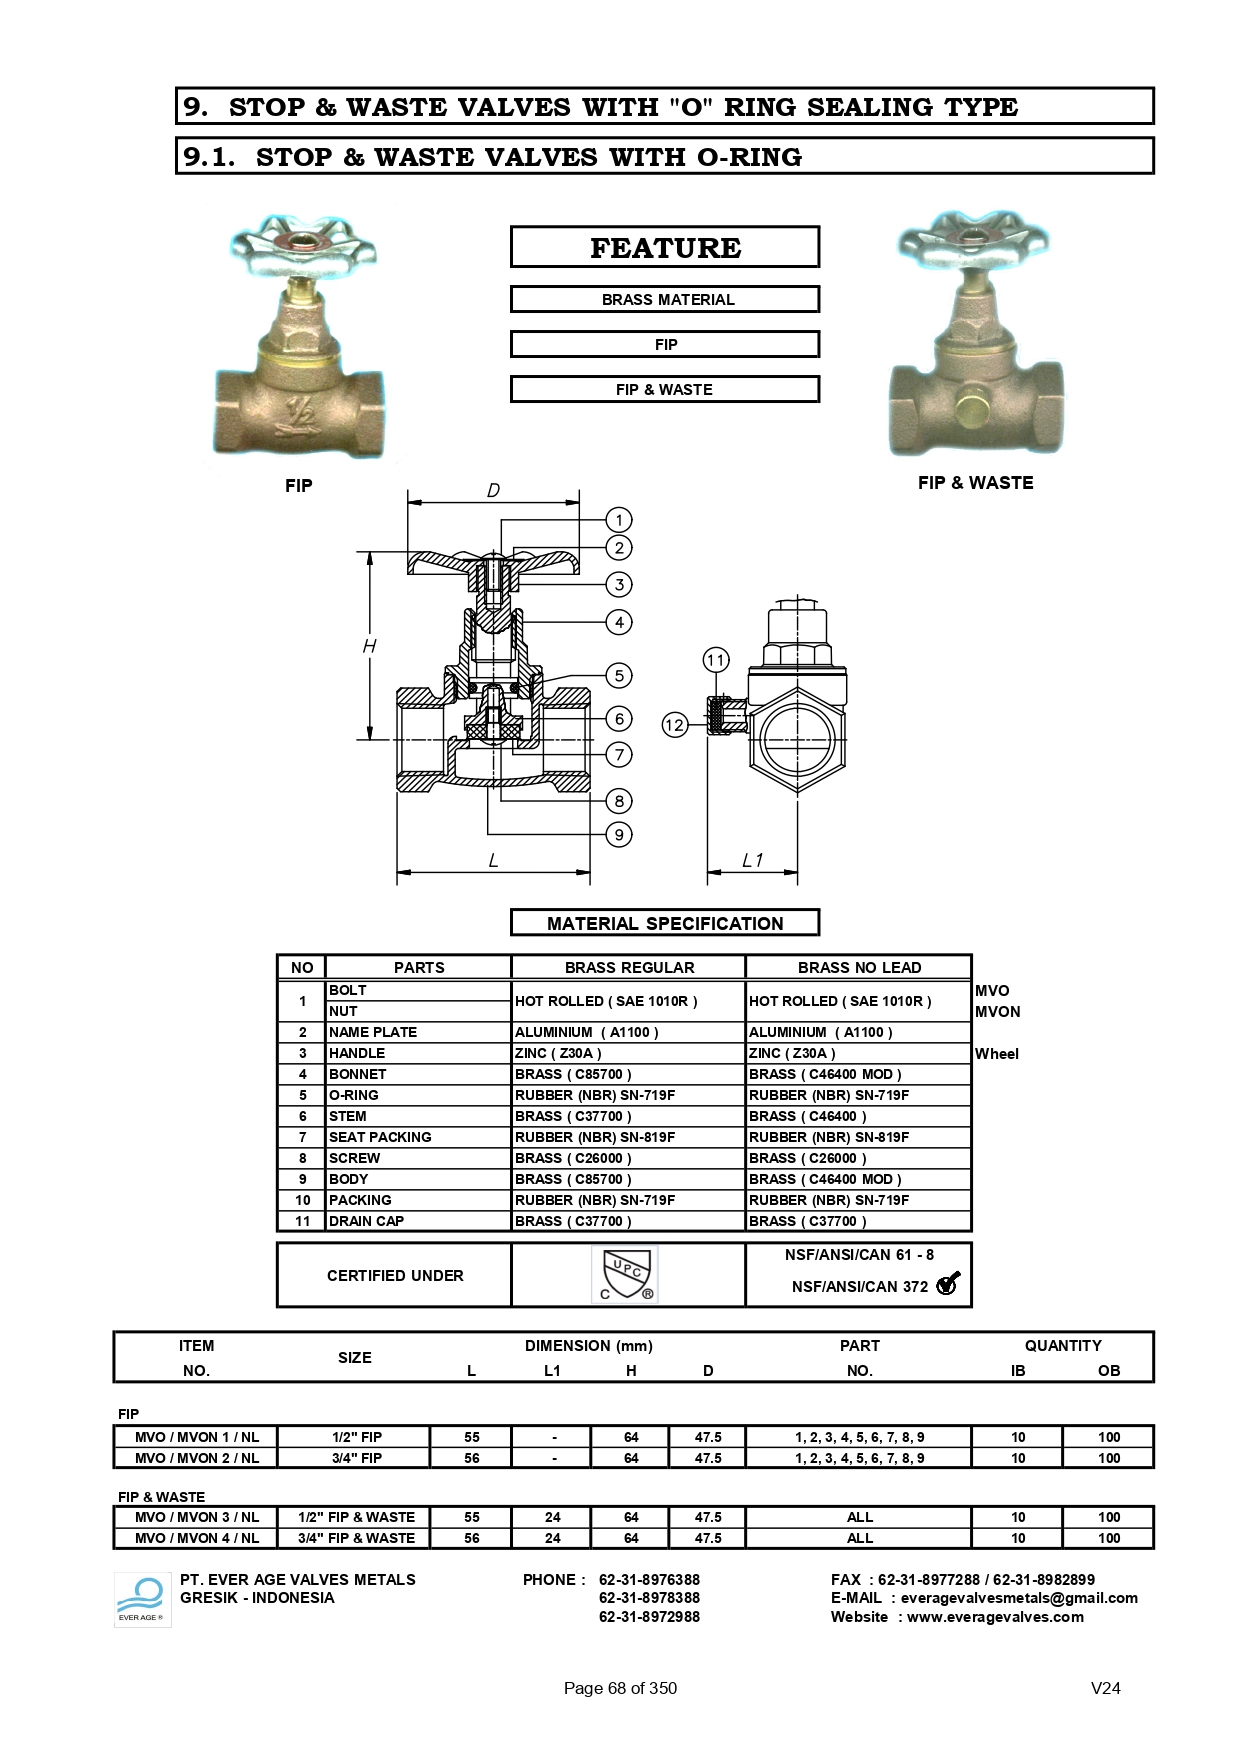 9. STOP & WASTE VALVES WITH "O" RING SEALING TYPE
9.1. STOP & WASTE VALVES WITH O-RING
FEATURE
BRASS MATERIAL
FIP
FIP & WASTE
1/2
FIP
FIP & WASTE
D
1
2
3
4
H
5
11
6
12
7
8
9
L
L1
MATERIAL SPECIFICATION
NO PARTS BRASS REGULAR BRASS NO LEAD
1 BOLT HOT ROLLED ( SAE 1010R ) HOT ROLLED ( SAE 1010R ) MVO
NUT MVON
2 NAME PLATE ALUMINIUM ( A1100 ) ALUMINIUM ( A1100 )
3 HANDLE ZINC ( Z30A ) ZINC ( Z30A ) Wheel
4 BONNET BRASS ( C85700 ) BRASS ( C46400 MOD )
5 O-RING RUBBER (NBR) SN-719F RUBBER (NBR) SN-719F
6 STEM BRASS ( C37700 ) BRASS ( C46400 )
7 SEAT PACKING RUBBER (NBR) SN-819F RUBBER (NBR) SN-819F
8 SCREW BRASS ( C26000 ) BRASS ( C26000 )
9 BODY BRASS ( C85700 ) BRASS ( C46400 MOD )
10 PACKING RUBBER (NBR) SN-719F RUBBER (NBR) SN-719F
11 DRAIN CAP BRASS ( C37700 ) BRASS ( C37700 )
CERTIFIED UNDER UPC C ® NSF/ANSI/CAN 61 - 8
NSF/ANSI/CAN 372
ITEM SIZE DIMENSION (mm) PART QUANTITY
NO. L L1 H D NO. IB OB
FIP
MVO / MVON 1 / NL 1/2" FIP 55 - 64 47.5 1, 2, 3, 4, 5, 6, 7, 8, 9 10 100
MVO / MVON 2 / NL 3/4" FIP 56 - 64 47.5 1, 2, 3, 4, 5, 6, 7, 8, 9 10 100
FIP & WASTE
MVO / MVON 3 / NL 1/2" FIP & WASTE 55 24 64 47.5 ALL 10 100
MVO / MVON 4 / NL 3/4" FIP & WASTE 56 24 64 47.5 ALL 10 100
EVER AGE ®
PT. EVER AGE VALVES METALS PHONE : 62-31-8976388 FAX : 62-31-8977288 / 62-31-8982899
GRESIK - INDONESIA 62-31-8978388 E-MAIL : everagevalvesmetals@gmail.com
62-31-8972988 Website : www.everagevalves.com
Page 68 of 350 V24